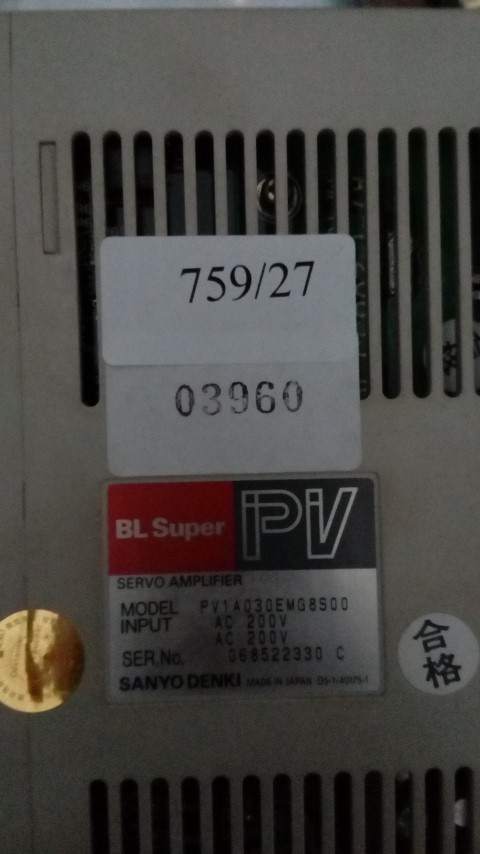 759/27
03960
BL Super PV
SERVO AMPLIFIER
MODEL PV1A030EMG8S00
INPUT AC 200V
AC 200V
SER.No. 068522330 C
SANYO DENKI MADE IN JAPAN
合格